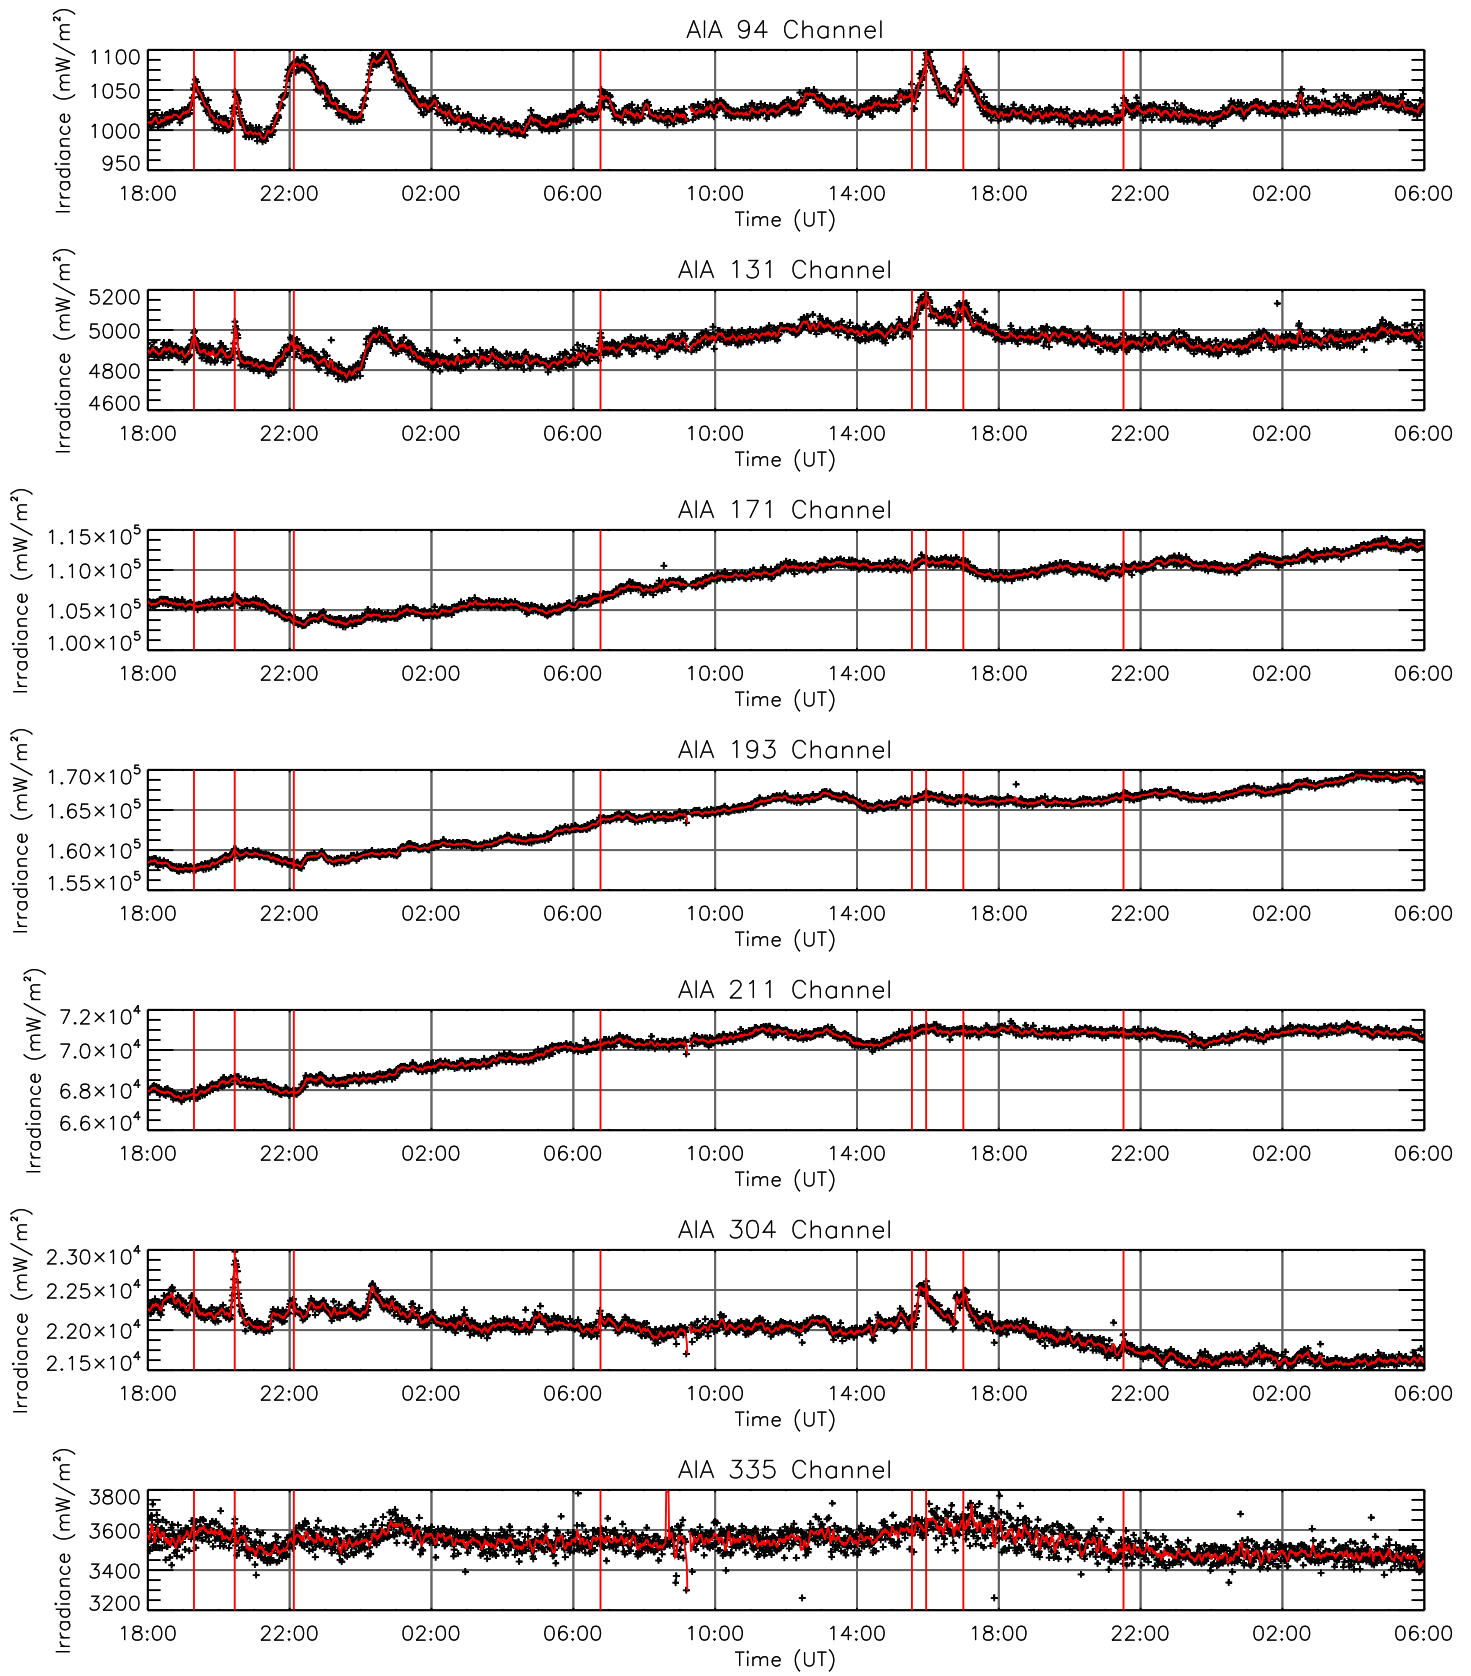 AIA 94 Channel
Irradiance (mW/m²)
1100
1050
1000
950
18:00 22:00 02:00 06:00 10:00 14:00 18:00 22:00 02:00 06:00
Time (UT)
AIA 131 Channel
Irradiance (mW/m²)
5200
5000
4800
4600
18:00 22:00 02:00 06:00 10:00 14:00 18:00 22:00 02:00 06:00
Time (UT)
AIA 171 Channel
Irradiance (mW/m²)
1.15×10⁵
1.10×10⁵
1.05×10⁵
1.00×10⁵
18:00 22:00 02:00 06:00 10:00 14:00 18:00 22:00 02:00 06:00
Time (UT)
AIA 193 Channel
Irradiance (mW/m²)
1.70×10⁵
1.65×10⁵
1.60×10⁵
1.55×10⁵
18:00 22:00 02:00 06:00 10:00 14:00 18:00 22:00 02:00 06:00
Time (UT)
AIA 211 Channel
Irradiance (mW/m²)
7.2×10⁴
7.0×10⁴
6.8×10⁴
6.6×10⁴
18:00 22:00 02:00 06:00 10:00 14:00 18:00 22:00 02:00 06:00
Time (UT)
AIA 304 Channel
Irradiance (mW/m²)
2.30×10⁴
2.25×10⁴
2.20×10⁴
2.15×10⁴
18:00 22:00 02:00 06:00 10:00 14:00 18:00 22:00 02:00 06:00
Time (UT)
AIA 335 Channel
Irradiance (mW/m²)
3800
3600
3400
3200
18:00 22:00 02:00 06:00 10:00 14:00 18:00 22:00 02:00 06:00
Time (UT)